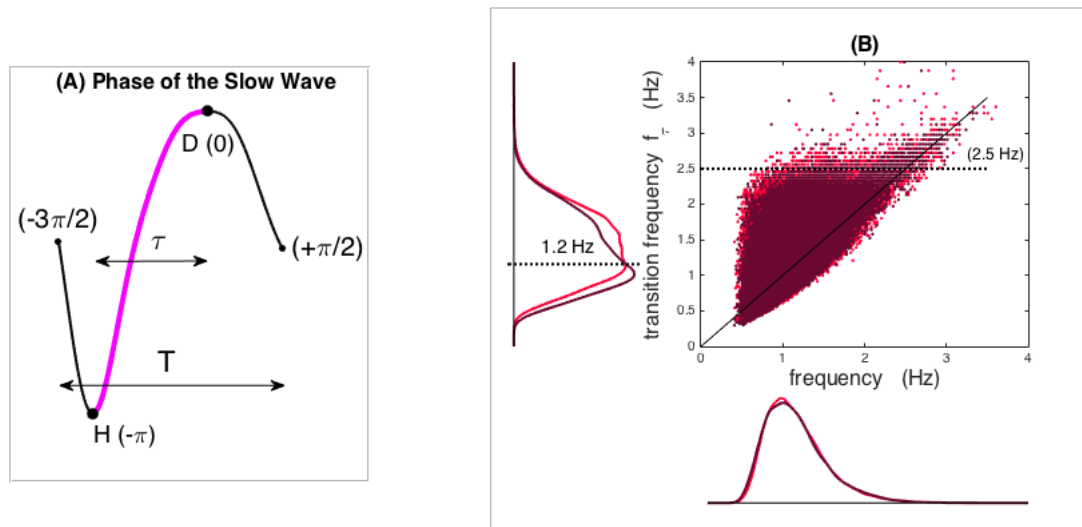 (A) Phase of the Slow Wave
D (0)
(-3π/2)
τ
(+π/2)
T
H (-π)
(B)
transition frequency f_τ (Hz)
4
3.5
3
2.5
2
1.5
1
0.5
0
(2.5 Hz)
1.2 Hz
0 1 2 3 4
frequency (Hz)